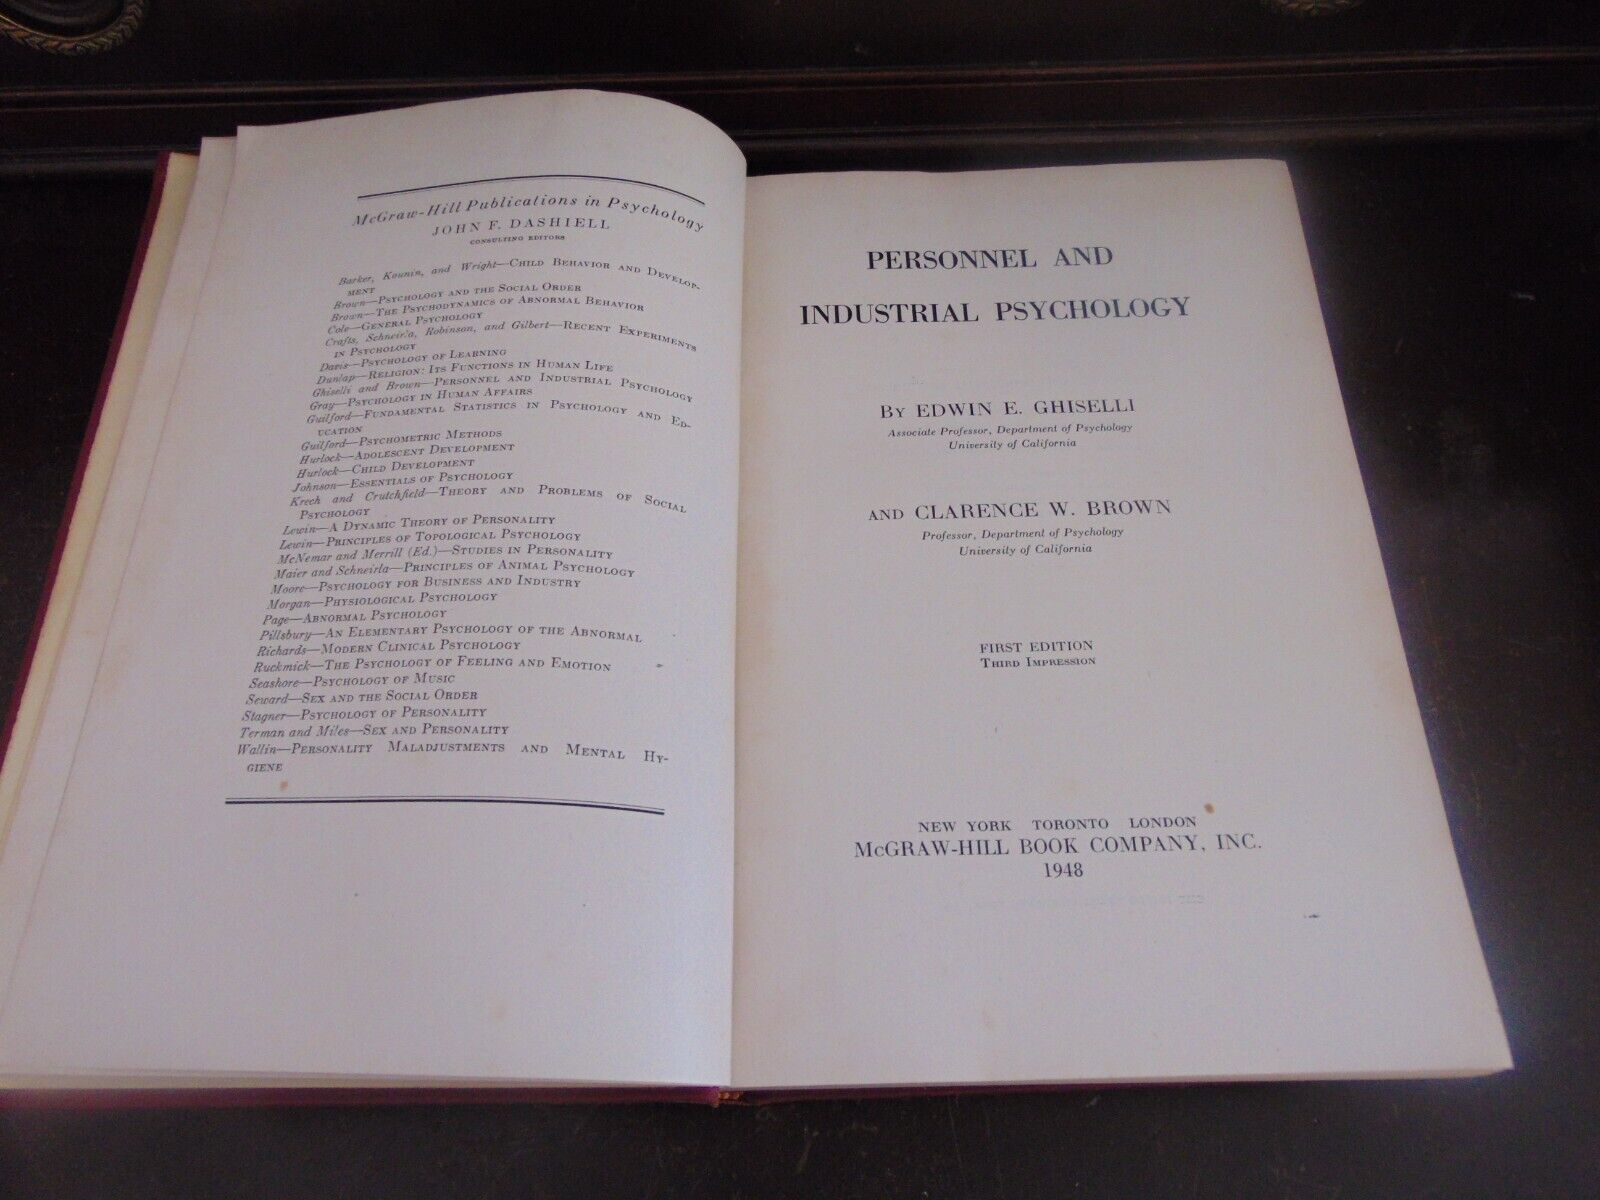 McGraw-Hill Publications in Psychology
JOHN F. DASHIELL
CONSULTING EDITORS
Barker, Kounin, and Wright—CHILD BEHAVIOR AND DEVELOP-
MENT
Brown—PSYCHOLOGY AND THE SOCIAL ORDER
Brown—THE PSYCHODYNAMICS OF ABNORMAL BEHAVIOR
Cole—GENERAL PSYCHOLOGY
Crafts, Schneirla, Robinson, and Gilbert—RECENT EXPERIMENTS
IN PSYCHOLOGY
Davis—PSYCHOLOGY OF LEARNING
Dunlap—RELIGION: ITS FUNCTIONS IN HUMAN LIFE
Ghiselli and Brown—PERSONNEL AND INDUSTRIAL PSYCHOLOGY
Gray—PSYCHOLOGY IN HUMAN AFFAIRS
Guilford—FUNDAMENTAL STATISTICS IN PSYCHOLOGY AND ED-
UCATION
Guilford—PSYCHOMETRIC METHODS
Hurlock—ADOLESCENT DEVELOPMENT
Hurlock—CHILD DEVELOPMENT
Johnson—ESSENTIALS OF PSYCHOLOGY
Krech and Crutchfield—THEORY AND PROBLEMS OF SOCIAL
PSYCHOLOGY
Lewin—A DYNAMIC THEORY OF PERSONALITY
Lewin—PRINCIPLES OF TOPOLOGICAL PSYCHOLOGY
McNemar and Merrill (Ed.)—STUDIES IN PERSONALITY
Maier and Schneirla—PRINCIPLES OF ANIMAL PSYCHOLOGY
Moore—PSYCHOLOGY FOR BUSINESS AND INDUSTRY
Morgan—PHYSIOLOGICAL PSYCHOLOGY
Page—ABNORMAL PSYCHOLOGY
Pillsbury—AN ELEMENTARY PSYCHOLOGY OF THE ABNORMAL
Richards—MODERN CLINICAL PSYCHOLOGY
Ruckmick—THE PSYCHOLOGY OF FEELING AND EMOTION
Seashore—PSYCHOLOGY OF MUSIC
Seward—SEX AND THE SOCIAL ORDER
Stagner—PSYCHOLOGY OF PERSONALITY
Terman and Miles—SEX AND PERSONALITY
Wallin—PERSONALITY MALADJUSTMENTS AND MENTAL HY-
GIENE
PERSONNEL AND
INDUSTRIAL PSYCHOLOGY
BY EDWIN E. GHISELLI
Associate Professor, Department of Psychology
University of California
AND CLARENCE W. BROWN
Professor, Department of Psychology
University of California
FIRST EDITION
THIRD IMPRESSION
NEW YORK TORONTO LONDON
McGRAW-HILL BOOK COMPANY, INC.
1948